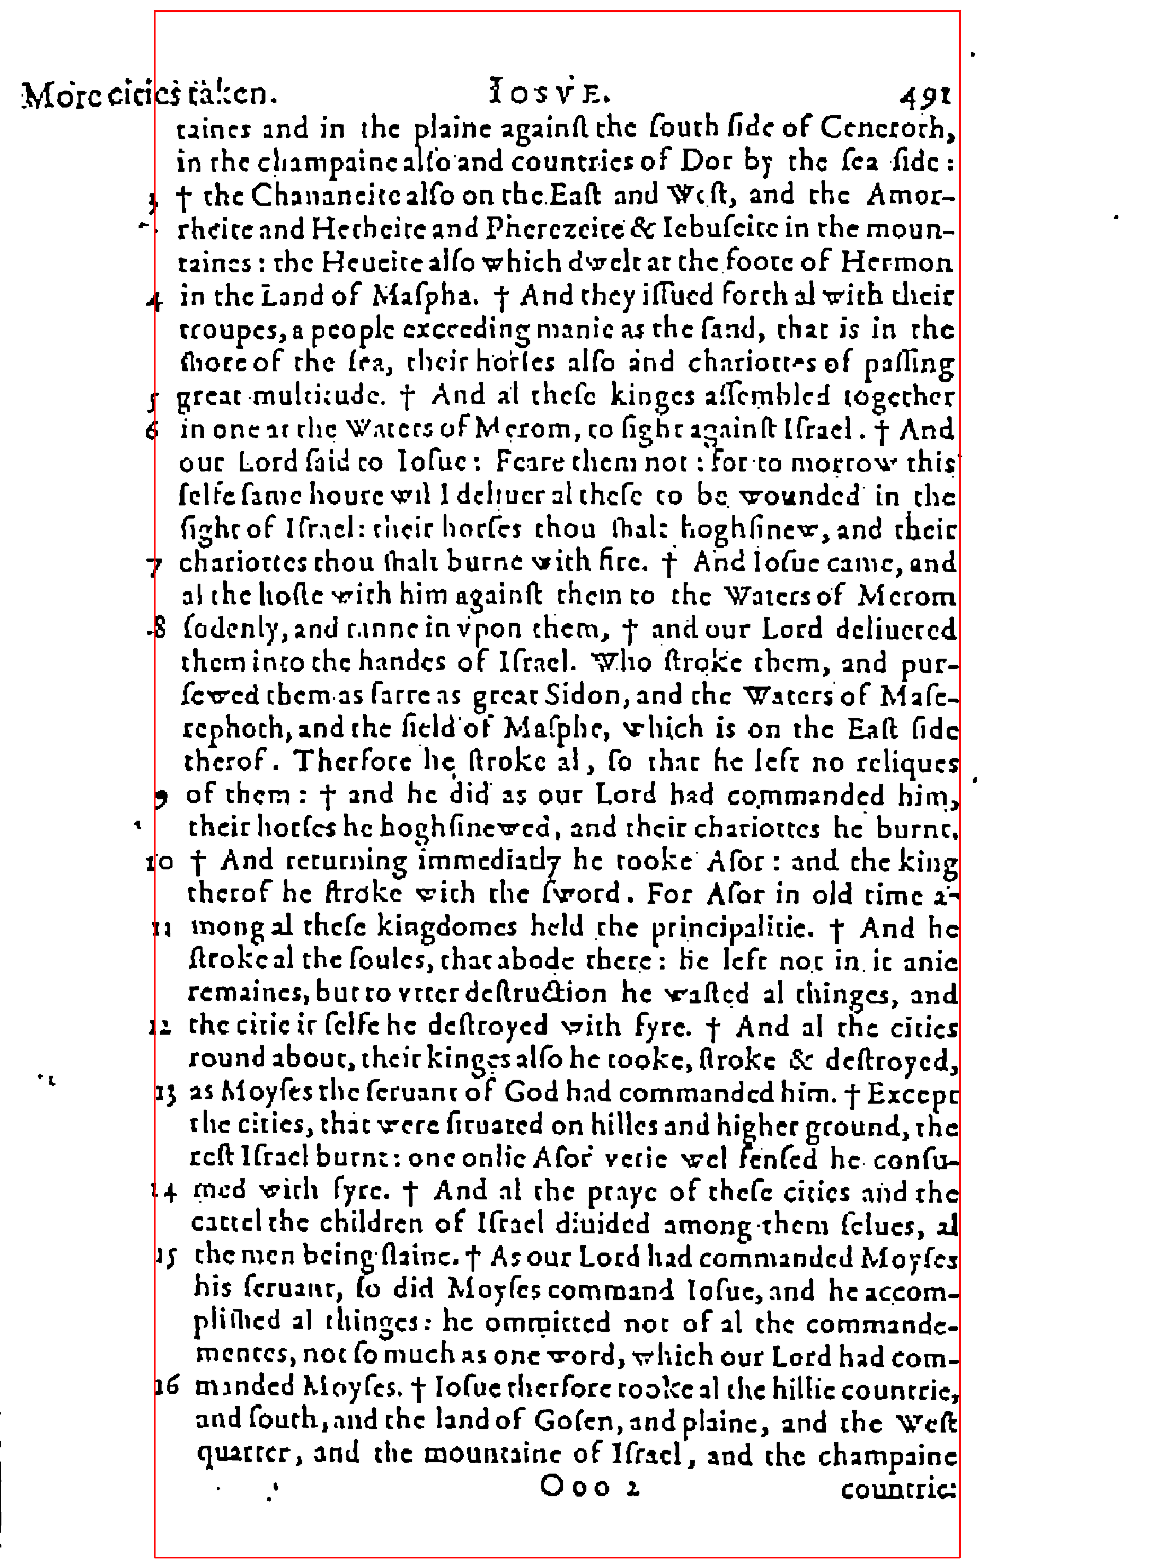 More cities taken. IOSVE. 491
taines and in the plaine againſt the ſouth ſide of Ceneroth,
in the champaine alſo and countries of Dor by the ſea ſide:
3 † the Chananeite alſo on the Eaſt and Weſt, and the Amor-
rheite and Hetheite and Pherezeite & Iebuſeite in the moun-
taines: the Heueite alſo which dwelt at the foote of Hermon
4 in the Land of Maſpha. † And they iſſued forth al with their
troupes, a people exceeding manie as the ſand, that is in the
ſhore of the ſea, their horſes alſo and chariottes of paſſing
5 great multitude. † And al theſe kinges aſſembled together
6 in one at the Waters of Merom, to fight againſt Iſrael. † And
our Lord ſaid to Ioſue: Feare them not: for to morrow this
ſelfe ſame houre wil I deliuer al theſe to be wounded in the
ſight of Iſrael: their horſes thou ſhalt hoghſinew, and their
7 chariottes thou ſhalt burne with fire. † And Ioſue came, and
al the hoſte with him againſt them to the Waters of Merom
8 ſodenly, and ranne in vpon them, † and our Lord deliuered
them into the handes of Iſrael. Who ſtroke them, and pur-
ſewed them as farre as great Sidon, and the Waters of Maſe-
rephoth, and the field of Maſphe, which is on the Eaſt ſide
therof. Therfore he ſtroke al, ſo that he left no reliques
9 of them: † and he did as our Lord had commanded him,
their horſes he hoghſinewed, and their chariottes he burnt.
10 † And returning immediatly he tooke Aſor: and the king
therof he ſtroke with the ſword. For Aſor in old time a-
11 mong al theſe kingdomes held the principalitie. † And he
ſtroke al the ſoules, that abode there: he left not in it anie
remaines, but to vtter deſtruction he waſted al thinges, and
12 the citie it ſelfe he deſtroyed with fyre. † And al the cities
round about, their kinges alſo he tooke, ſtroke & deſtroyed,
13 as Moyſes the ſeruant of God had commanded him. † Except
the cities, that were ſituated on hilles and higher ground, the
reſt Iſrael burnt: one onlie Aſor verie wel fenſed he conſu-
14 med with fyre. † And al the praye of theſe cities and the
cattel the children of Iſrael diuided among them ſelues, al
15 the men being ſlaine. † As our Lord had commanded Moyſes
his ſeruant, ſo did Moyſes command Ioſue, and he accom-
pliſhed al thinges: he ommitted not of al the commande-
mentes, not ſo much as one word, which our Lord had com-
16 manded Moyſes. † Ioſue therfore tooke al the hillie countrie,
and ſouth, and the land of Goſen, and plaine, and the Weſt
quarter, and the mountaine of Iſrael, and the champaine
Ooo 2 countrie: